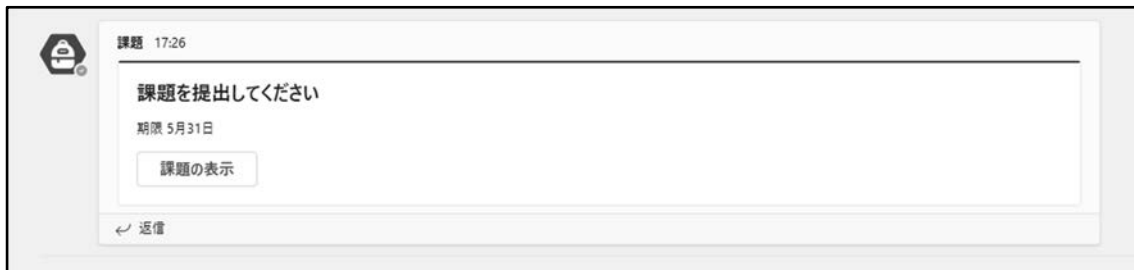 課題 17:26
課題を提出してください
期限 5月31日
課題の表示
返信